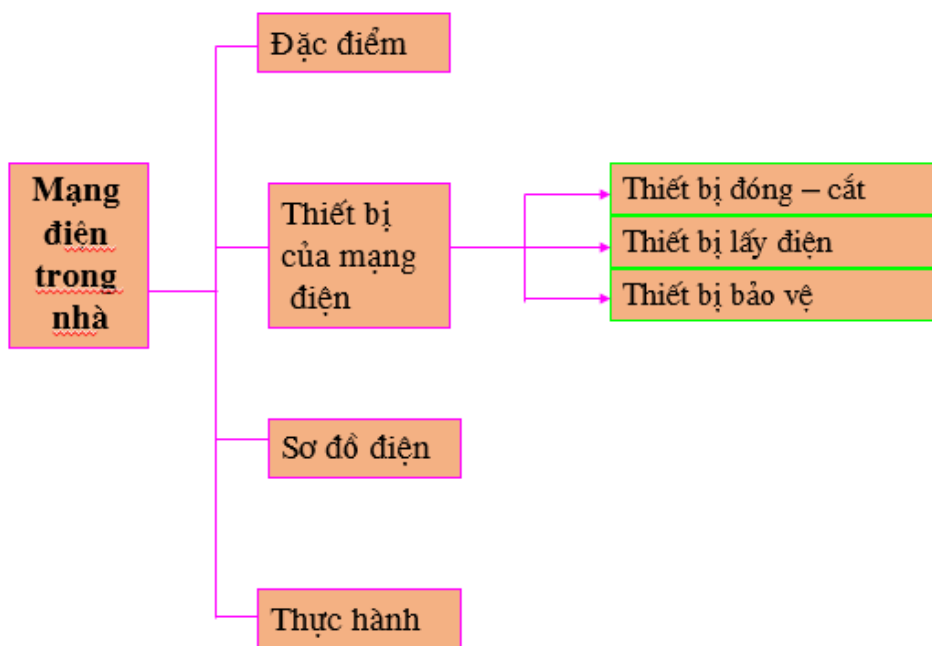 Đặc điểm
Mạng
điện
trong
nhà
Thiết bị
của mạng
điện
Thiết bị đóng – cắt
Thiết bị lấy điện
Thiết bị bảo vệ
Sơ đồ điện
Thực hành